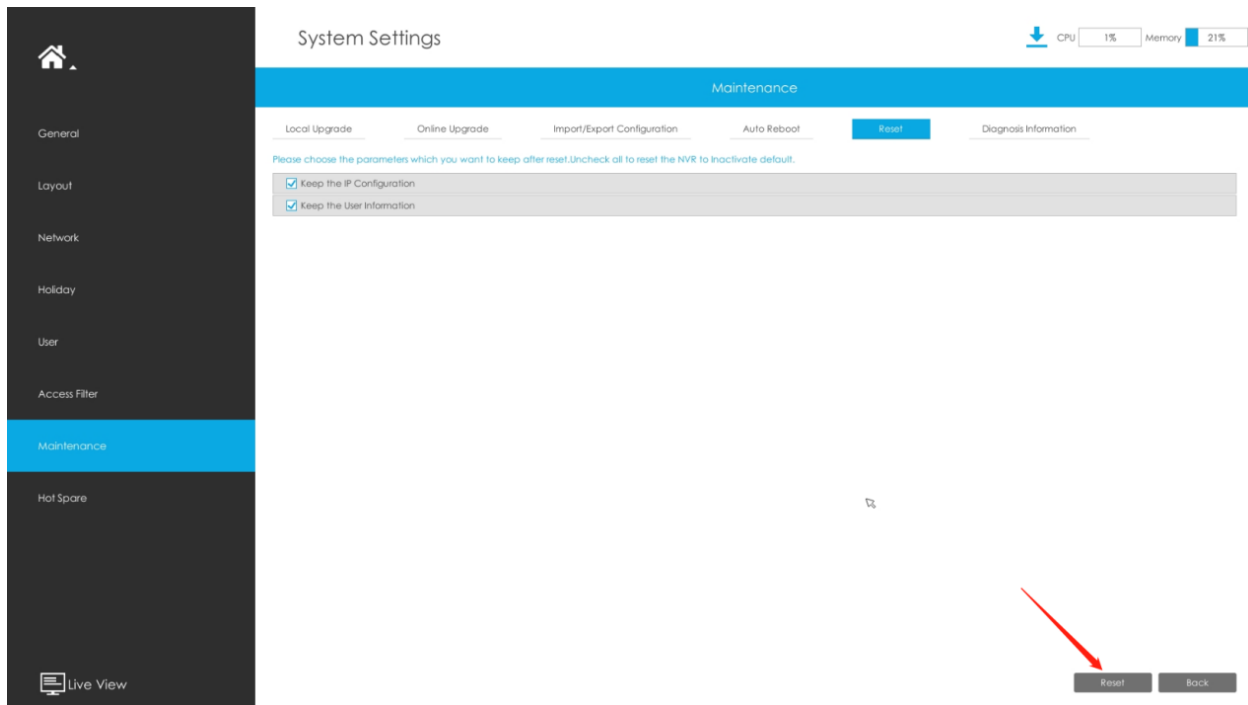 System Settings
CPU 1% Memory 21%
Maintenance
General
Layout
Network
Holiday
User
Access Filter
Maintenance
Hot Spare
Live View
Local Upgrade Online Upgrade Import/Export Configuration Auto Reboot Reset Diagnosis Information
Please choose the parameters which you want to keep after reset.Uncheck all to reset the NVR to Inactivate default.
Keep the IP Configuration
Keep the User Information
Reset Back